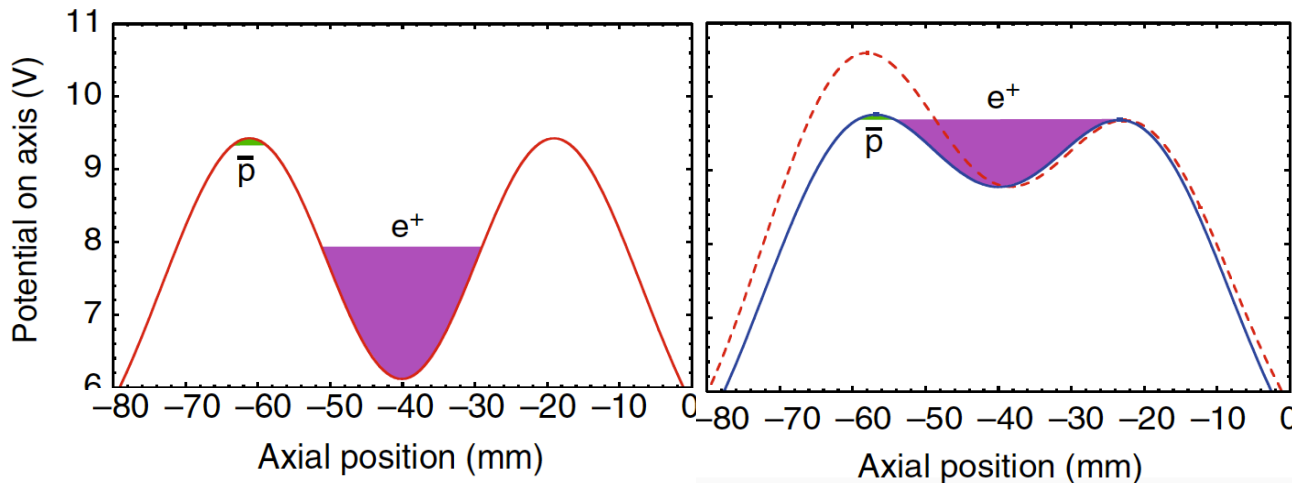 Potential on axis (V)
11
10
9
8
7
6
e+
p̄
−80 −70 −60 −50 −40 −30 −20 −10 0
Axial position (mm)
e+
p̄
−80 −70 −60 −50 −40 −30 −20 −10 0
Axial position (mm)